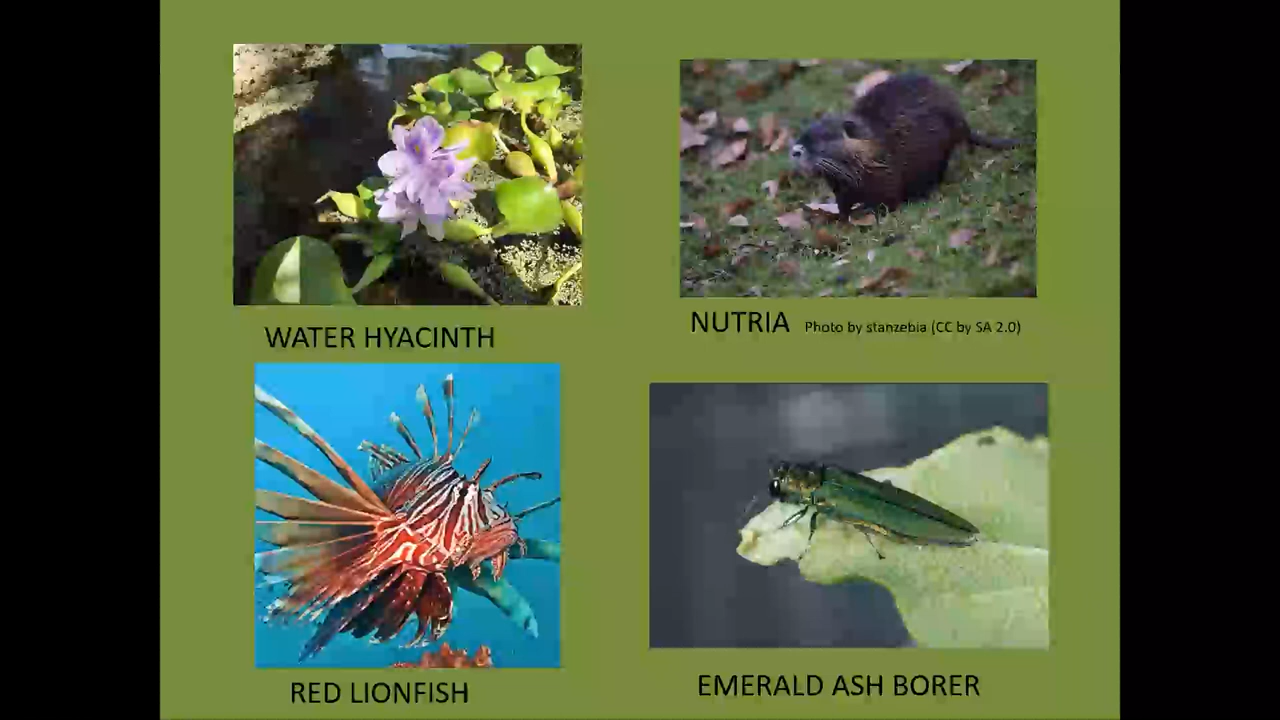 WATER HYACINTH
NUTRIA Photo by stanzebia (CC by SA 2.0)
RED LIONFISH
EMERALD ASH BORER